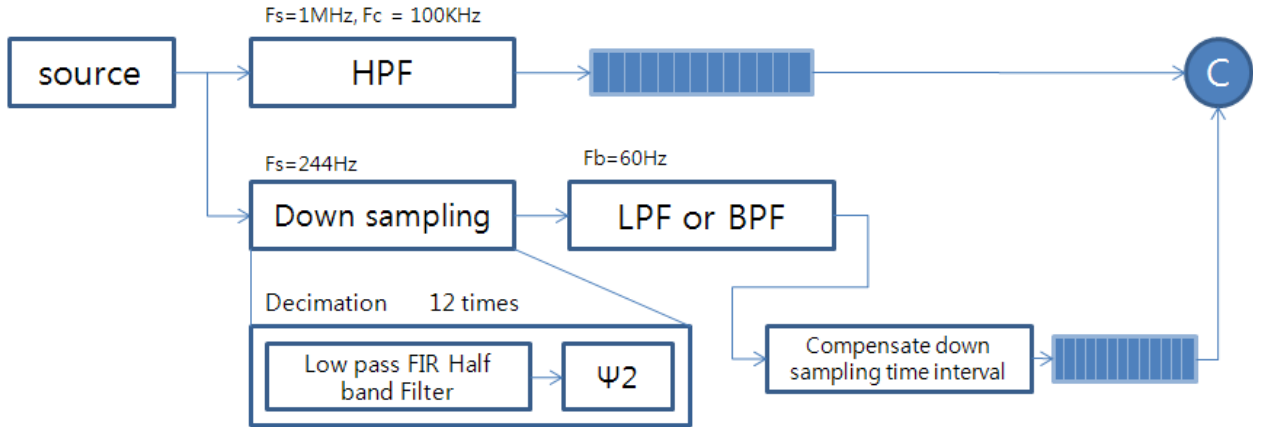 Fs=1MHz, Fc = 100KHz
source
HPF
C
Fs=244Hz
Fb=60Hz
Down sampling
LPF or BPF
Decimation 12 times
Low pass FIR Half
band Filter
Ψ2
Compensate down
sampling time interval